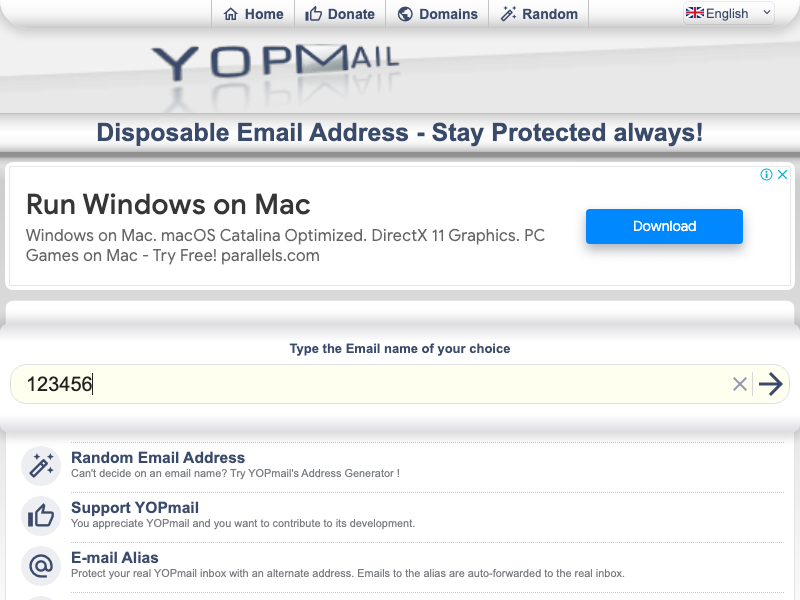 Home Donate Domains Random English
YOPMAIL
Disposable Email Address - Stay Protected always!
Run Windows on Mac
Windows on Mac. macOS Catalina Optimized. DirectX 11 Graphics. PC
Games on Mac - Try Free! parallels.com
Download
Type the Email name of your choice
123456
Random Email Address
Can't decide on an email name? Try YOPmail's Address Generator !
Support YOPmail
You appreciate YOPmail and you want to contribute to its development.
E-mail Alias
Protect your real YOPmail inbox with an alternate address. Emails to the alias are auto-forwarded to the real inbox.